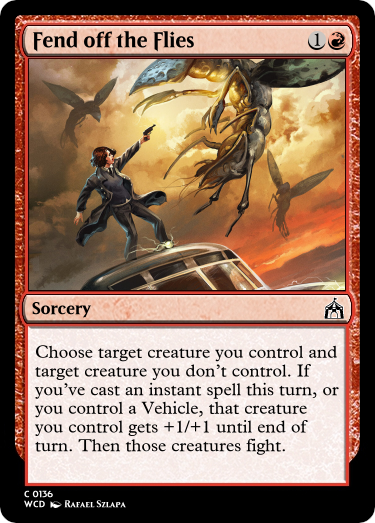 Fend off the Flies 1
Sorcery
Choose target creature you control and
target creature you don't control. If
you've cast an instant spell this turn, or
you control a Vehicle, that creature
you control gets +1/+1 until end of
turn. Then those creatures fight.
C 0136
WCD Rafael Szlapa